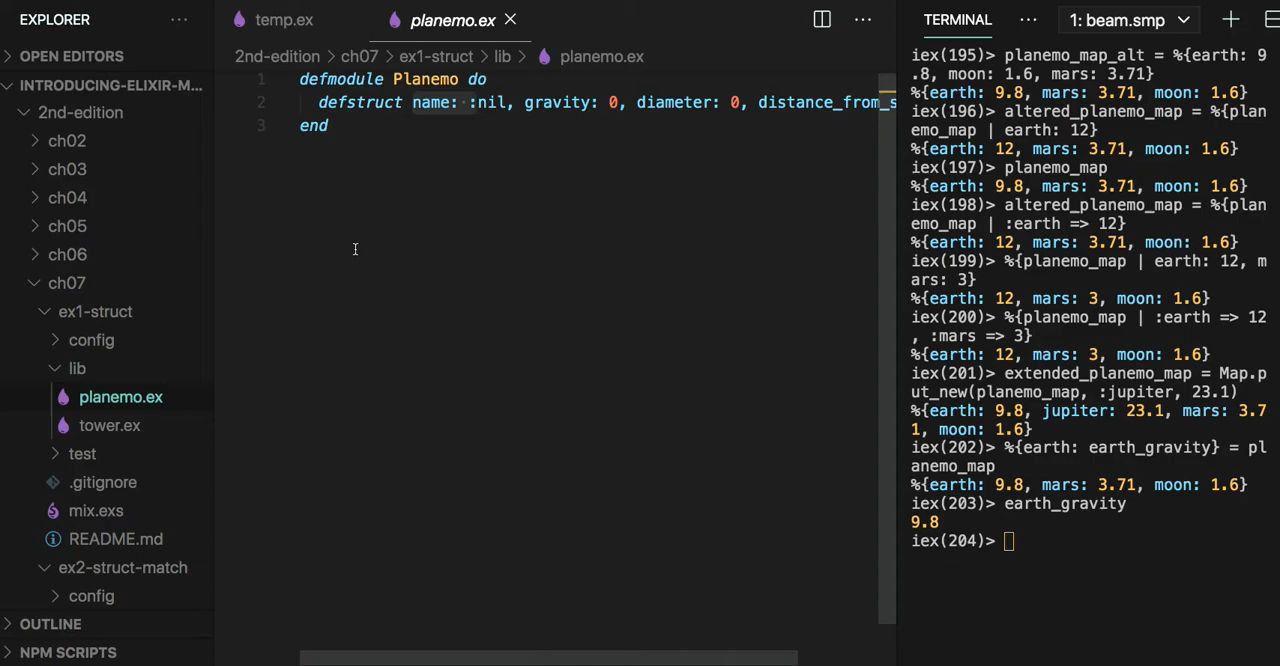 EXPLORER
OPEN EDITORS
INTRODUCING-ELIXIR-M...
2nd-edition
ch02
ch03
ch04
ch05
ch06
ch07
ex1-struct
config
lib
planemo.ex
tower.ex
test
.gitignore
mix.exs
README.md
ex2-struct-match
config
OUTLINE
NPM SCRIPTS
temp.ex
planemo.ex
2nd-edition > ch07 > ex1-struct > lib > planemo.ex
1 defmodule Planemo do
2 defstruct name: :nil, gravity: 0, diameter: 0, distance_from_s
3 end
TERMINAL
1: beam.smp
iex(195)> planemo_map_alt = %{earth: 9
.8, moon: 1.6, mars: 3.71}
%{earth: 9.8, mars: 3.71, moon: 1.6}
iex(196)> altered_planemo_map = %{plan
emo_map | earth: 12}
%{earth: 12, mars: 3.71, moon: 1.6}
iex(197)> planemo_map
%{earth: 9.8, mars: 3.71, moon: 1.6}
iex(198)> altered_planemo_map = %{plan
emo_map | :earth => 12}
%{earth: 12, mars: 3.71, moon: 1.6}
iex(199)> %{planemo_map | earth: 12, m
ars: 3}
%{earth: 12, mars: 3, moon: 1.6}
iex(200)> %{planemo_map | :earth => 12
, :mars => 3}
%{earth: 12, mars: 3, moon: 1.6}
iex(201)> extended_planemo_map = Map.p
ut_new(planemo_map, :jupiter, 23.1)
%{earth: 9.8, jupiter: 23.1, mars: 3.7
1, moon: 1.6}
iex(202)> %{earth: earth_gravity} = pl
anemo_map
%{earth: 9.8, mars: 3.71, moon: 1.6}
iex(203)> earth_gravity
9.8
iex(204)>